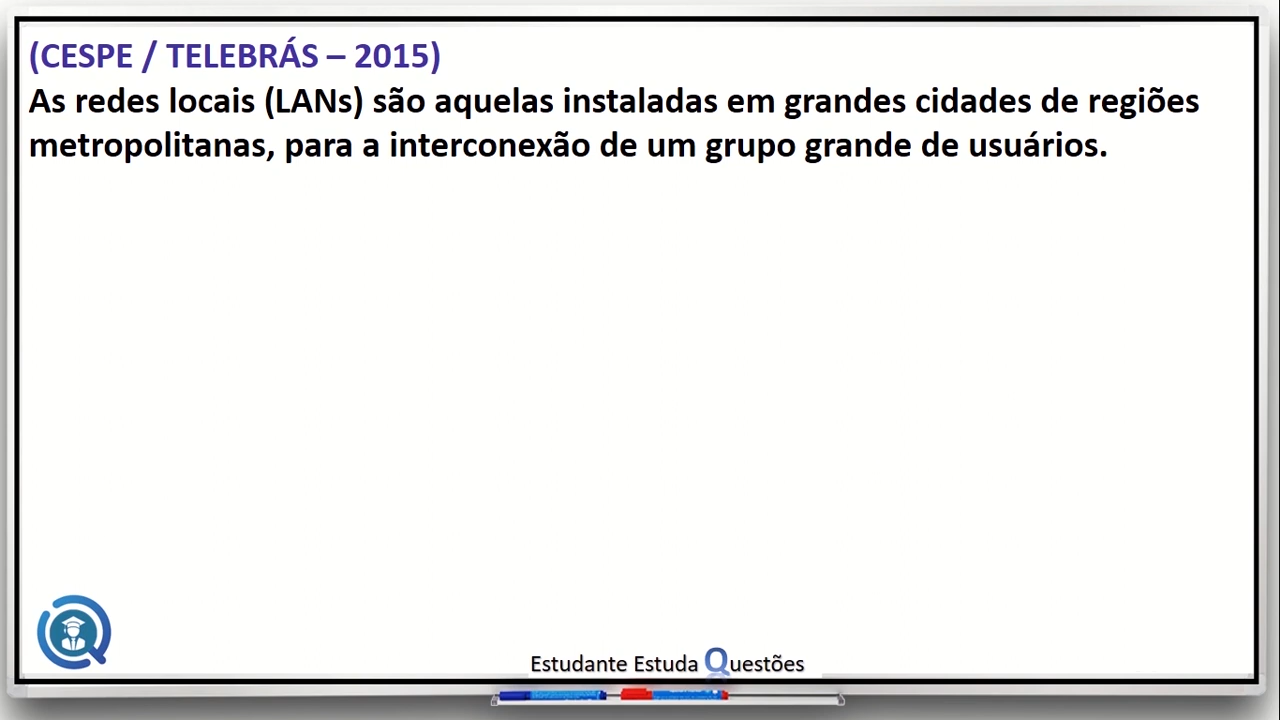 (CESPE / TELEBRÁS – 2015)
As redes locais (LANs) são aquelas instaladas em grandes cidades de regiões
metropolitanas, para a interconexão de um grupo grande de usuários.
Estudante Estuda Questões